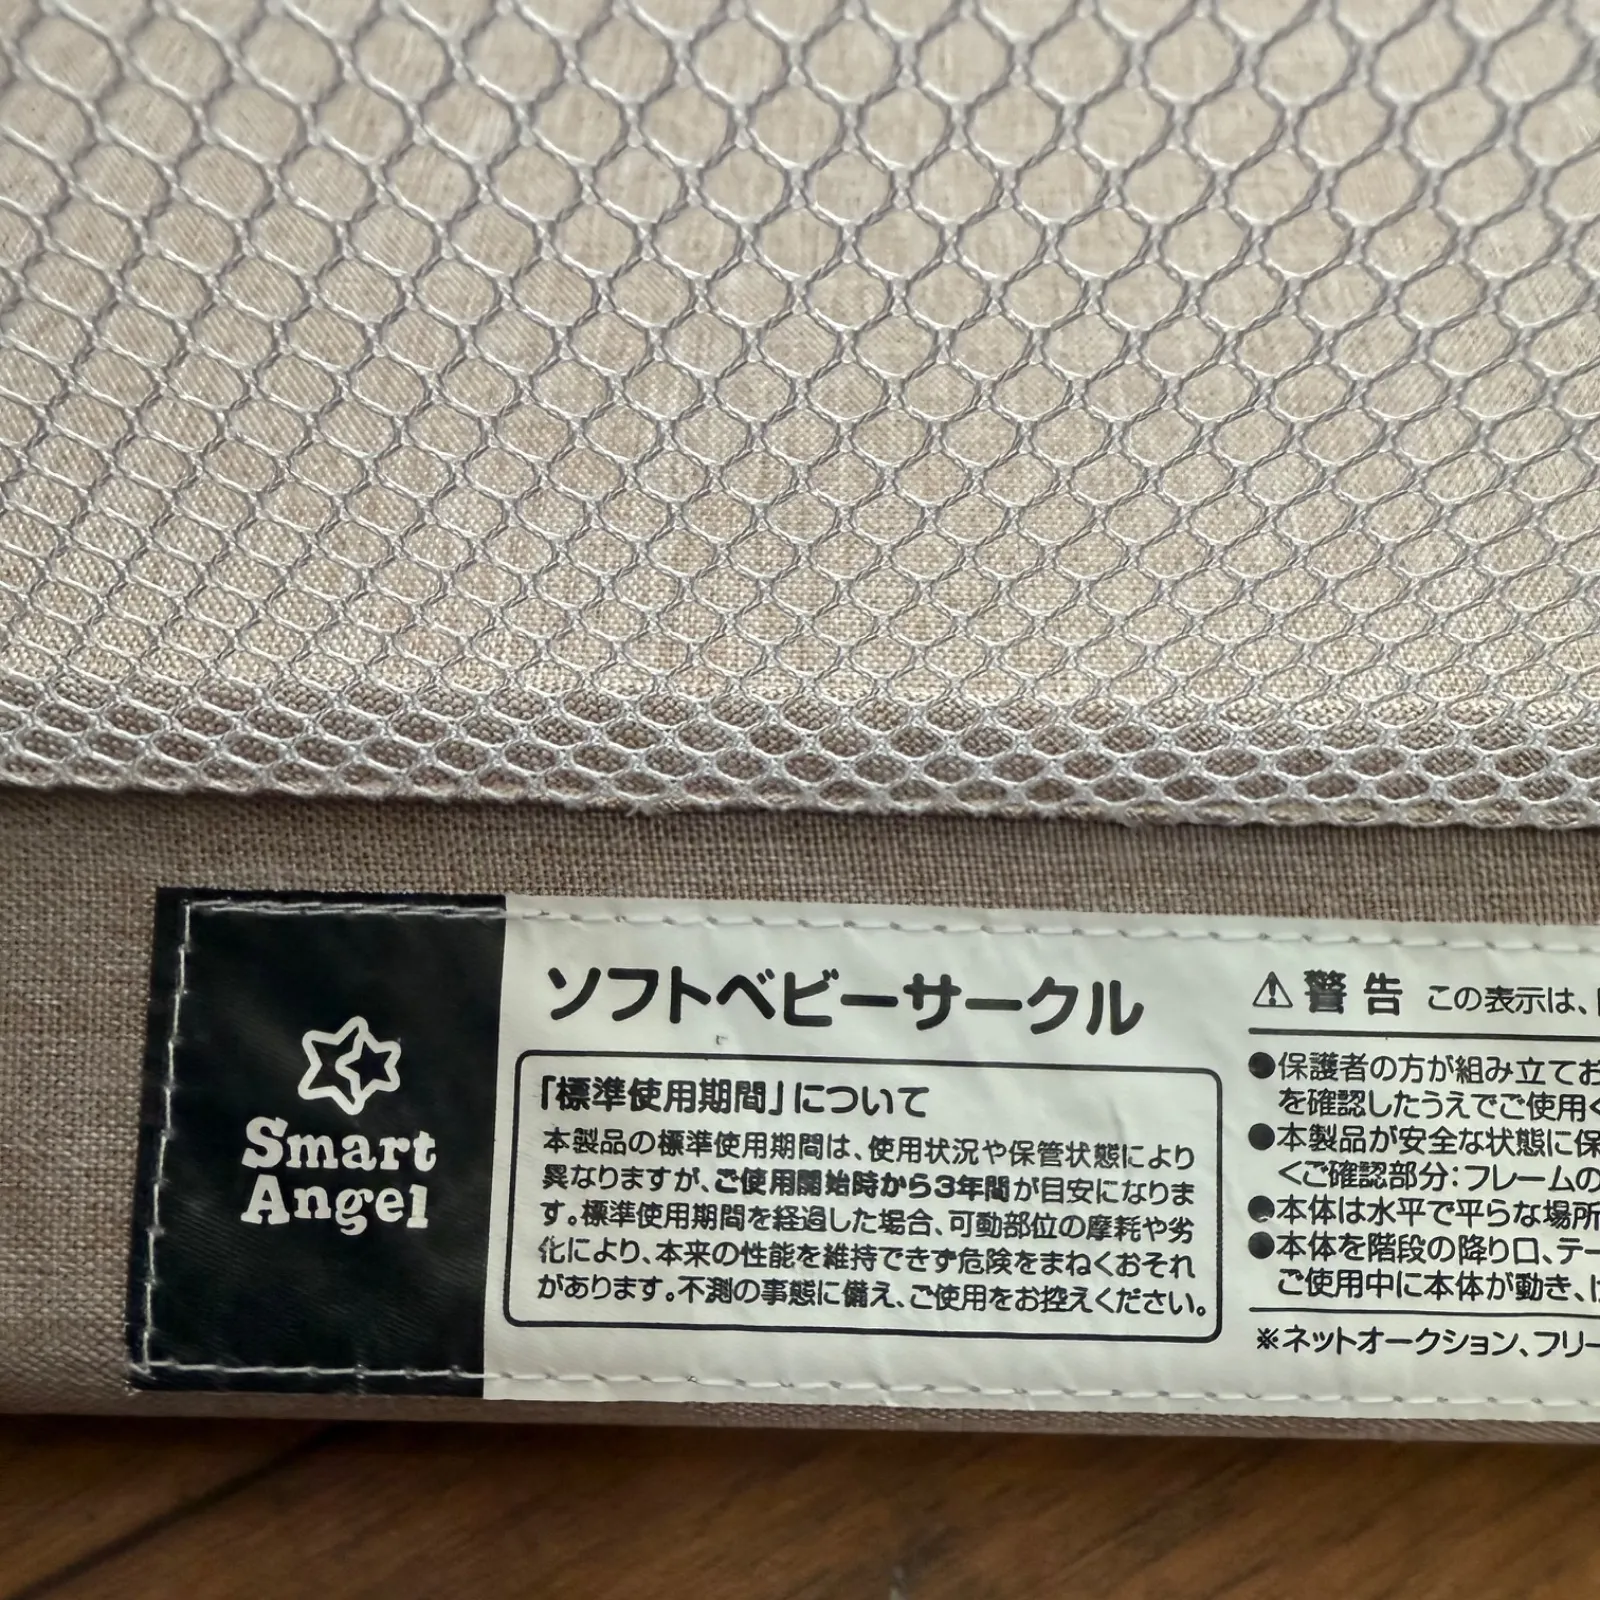 Smart
Angel
ソフトベビーサークル
「標準使用期間」について
本製品の標準使用期間は、使用状況や保管状態により
異なりますが、ご使用開始時から3年間が目安になりま
す。標準使用期間を経過した場合、可動部位の摩耗や劣
化により、本来の性能を維持できず危険をまねくおそれ
があります。不測の事態に備え、ご使用をお控えください。
⚠警告 この表示は、
●保護者の方が組み立てお
を確認したうえでご使用く
●本製品が安全な状態に保
くご確認部分：フレームの
●本体は水平で平らな場所
●本体を階段の降り口、テー
ご使用中に本体が動き、
※ネットオークション、フリー